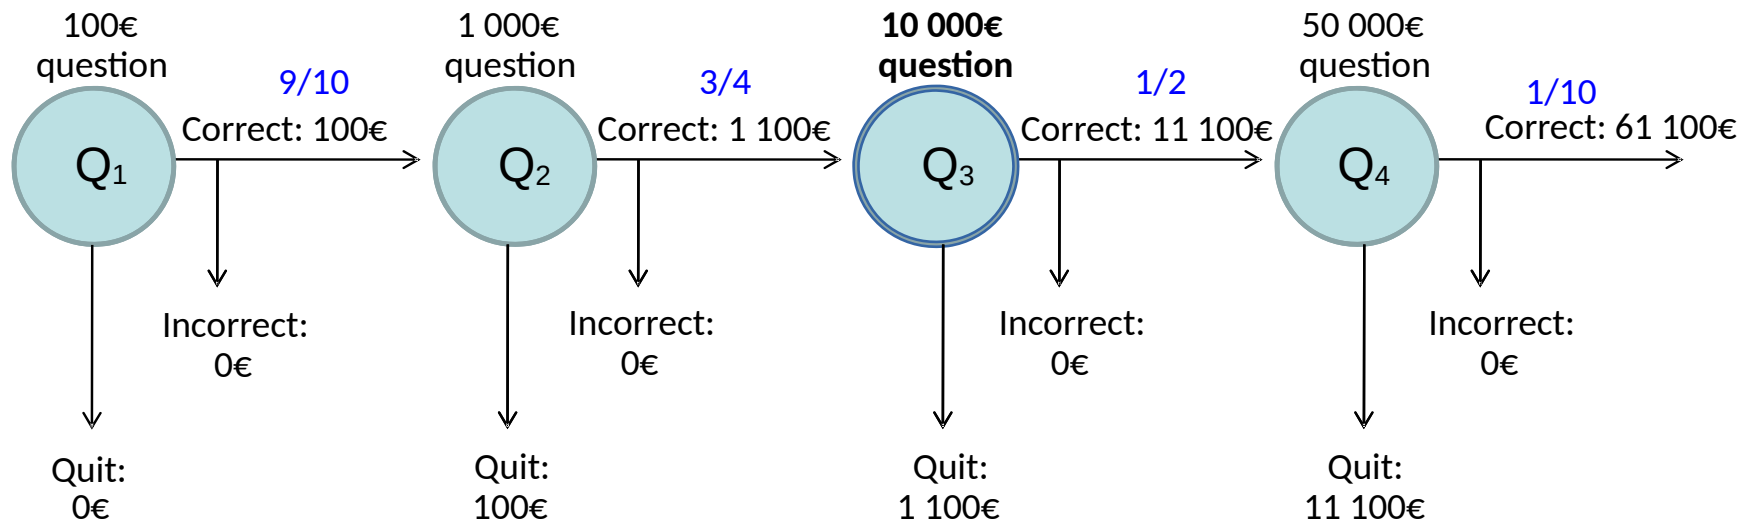 100€
question
9/10
Correct: 100€
Q1
Incorrect:
0€
Quit:
0€
1 000€
question
3/4
Correct: 1 100€
Q2
Incorrect:
0€
Quit:
100€
10 000€
question
1/2
Correct: 11 100€
Q3
Incorrect:
0€
Quit:
1 100€
50 000€
question
1/10
Correct: 61 100€
Q4
Incorrect:
0€
Quit:
11 100€